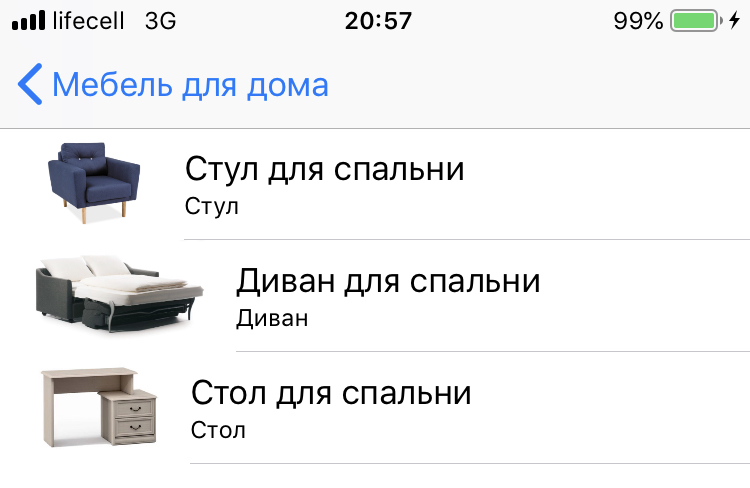 lifecell 3G 20:57 99%
Мебель для дома
Стул для спальни
Стул
Диван для спальни
Диван
Стол для спальни
Стол